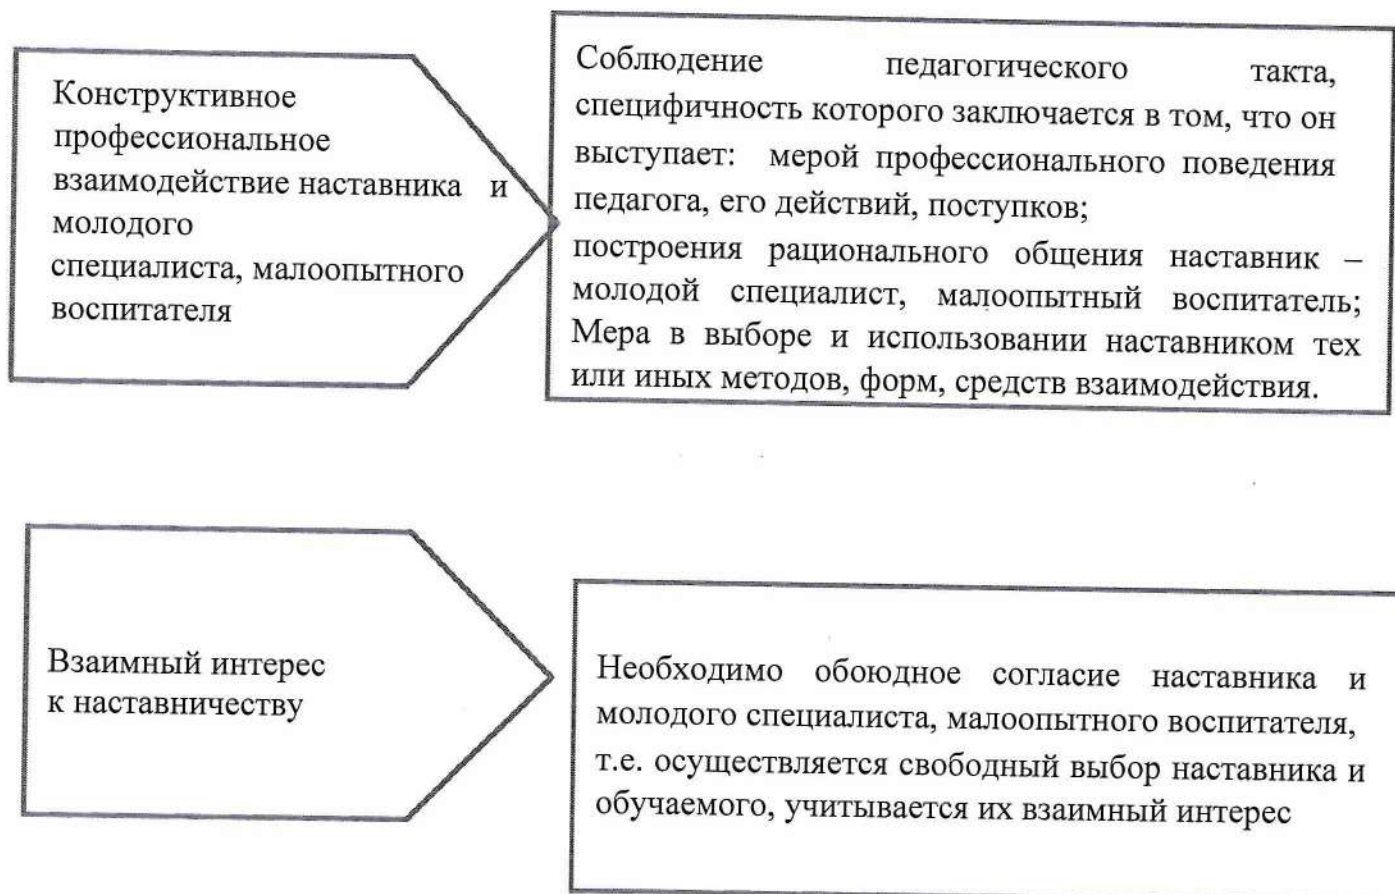 Конструктивное
профессиональное
взаимодействие наставника и
молодого
специалиста, малоопытного
воспитателя
Соблюдение педагогического такта,
специфичность которого заключается в том, что он
выступает: мерой профессионального поведения
педагога, его действий, поступков;
построения рационального общения наставник –
молодой специалист, малоопытный воспитатель;
Мера в выборе и использовании наставником тех
или иных методов, форм, средств взаимодействия.
Взаимный интерес
к наставничеству
Необходимо обоюдное согласие наставника и
молодого специалиста, малоопытного воспитателя,
т.е. осуществляется свободный выбор наставника и
обучаемого, учитывается их взаимный интерес